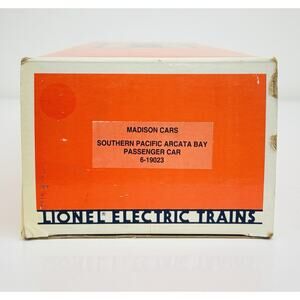 MADISON CARS
SOUTHERN PACIFIC ARCATA BAY
PASSENGER CAR
6-19023
LIONEL ELECTRIC TRAINS